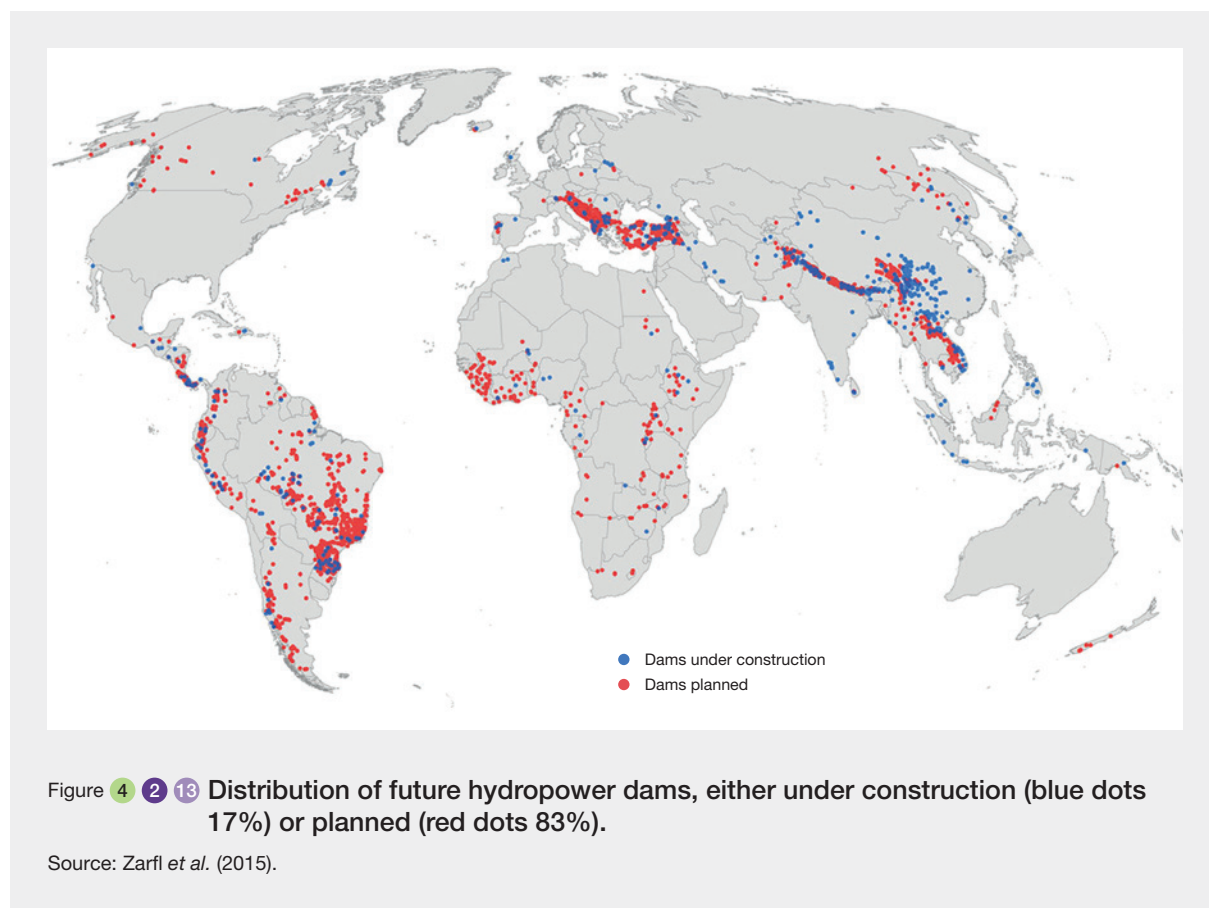 Dams under construction
Dams planned
Figure 4 2 13 Distribution of future hydropower dams, either under construction (blue dots
17%) or planned (red dots 83%).
Source: Zarfl et al. (2015).